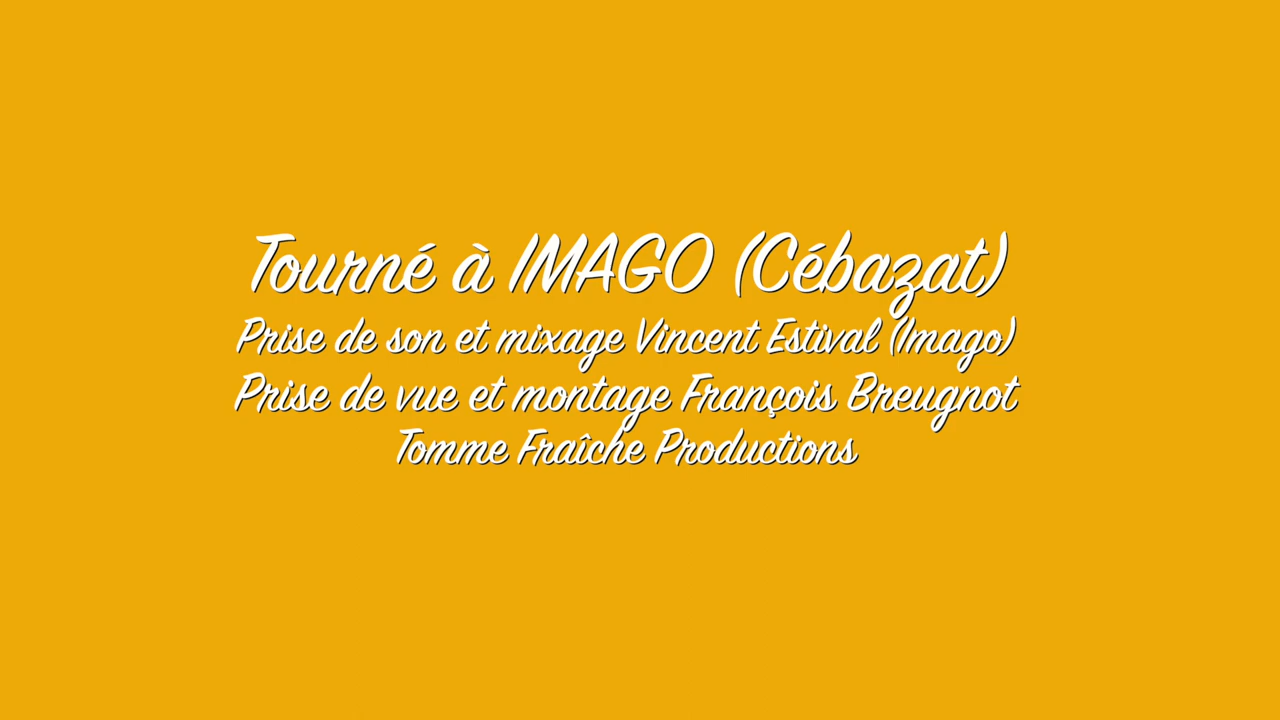 Tourné à IMAGO (Cébazat)
Prise de son et mixage Vincent Estival (Imago)
Prise de vue et montage François Breugnot
Tomme Fraîche Productions